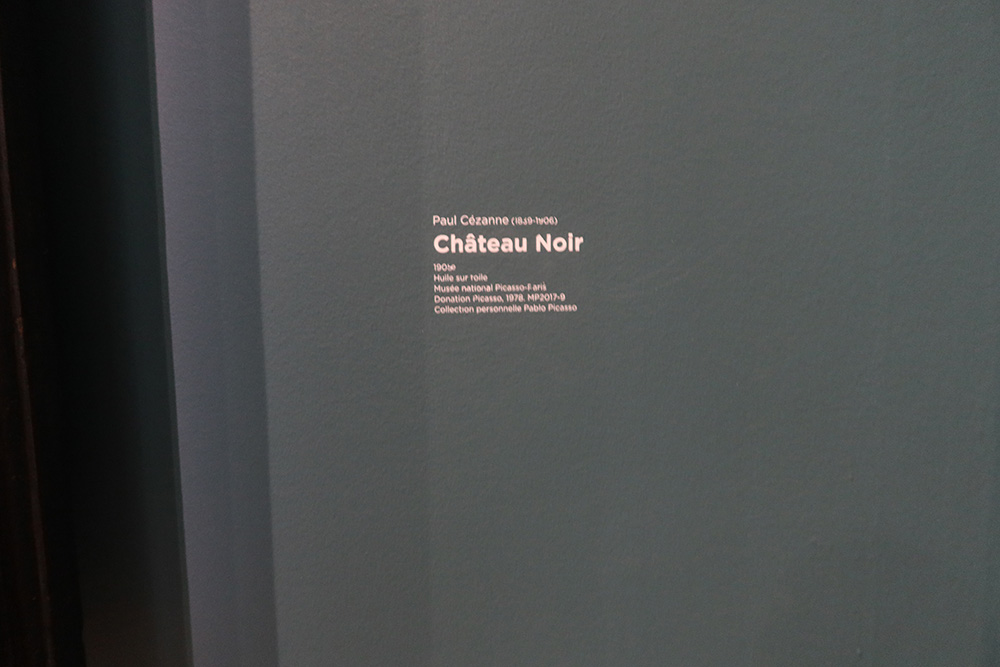 Paul Cézanne (1839-1906)
Château Noir
Huile sur toile
Musée national Picasso-Paris
Donation Picasso, 1978. MP2017-9
Collection personnelle Pablo Picasso